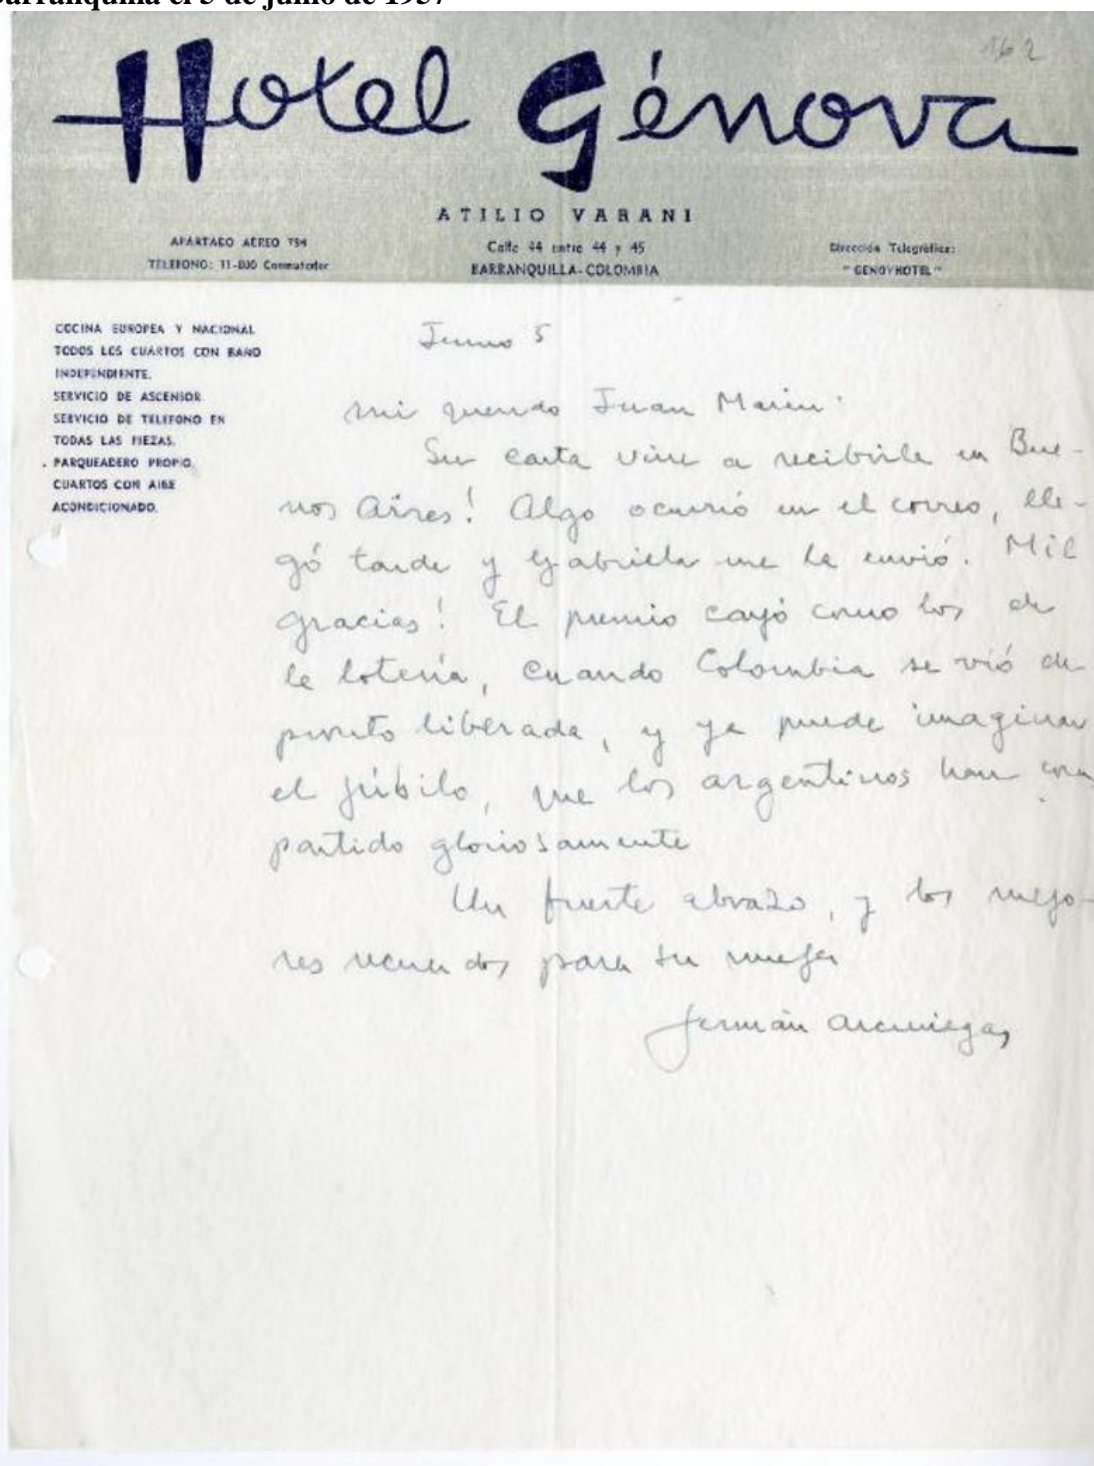 Barranquilla el 5 de junio de 1957
162
Hotel Génova
ATILIO VARANI
APARTADO AEREO 794
TELEFONO: 11-800 Conmutador
Calle 44 entre 44 y 45
BARRANQUILLA-COLOMBIA
Dirección Telegráfica:
"GENOVHOTEL"
COCINA EUROPEA Y NACIONAL
TODOS LOS CUARTOS CON BAÑO
INDEPENDIENTE.
SERVICIO DE ASCENSOR.
SERVICIO DE TELEFONO EN
TODAS LAS PIEZAS.
PARQUEADERO PROPIO.
CUARTOS CON AIRE
ACONDICIONADO.
Junio 5
Mi querido Juan Marin:
Su carta vine a recibirla en Bue-
nos Aires! Algo ocurrió en el correo, lle-
gó tarde y Gabriella me la envió. Mil
gracias! El premio cayó como los de
la lotería, cuando Colombia se vió de
pronto liberada, y ya puede imaginar
el júbilo, que los argentinos han com
partido gloriosamente
Un fuerte abrazo, y los mejo-
res recuerdos para su mujer
Germán Arciniegas